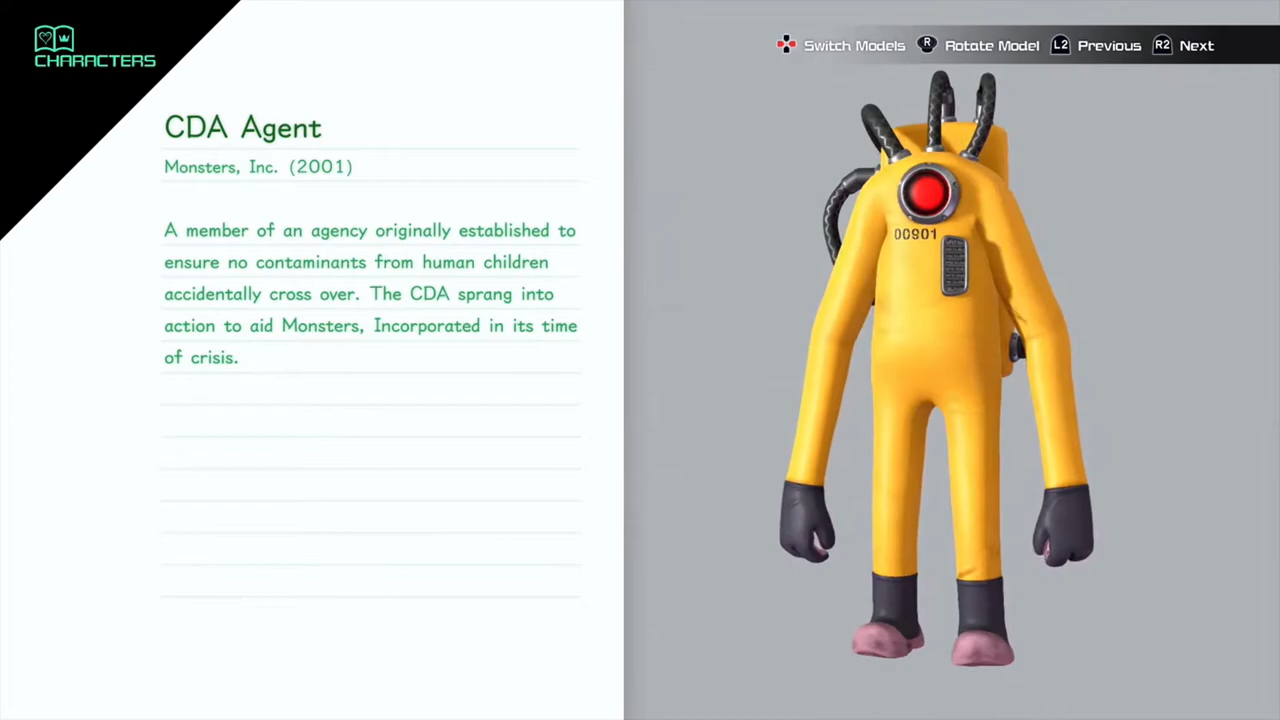 CHARACTERS
Switch Models R Rotate Model L2 Previous R2 Next
CDA Agent
Monsters, Inc. (2001)
A member of an agency originally established to
ensure no contaminants from human children
accidentally cross over. The CDA sprang into
action to aid Monsters, Incorporated in its time
of crisis.
00901